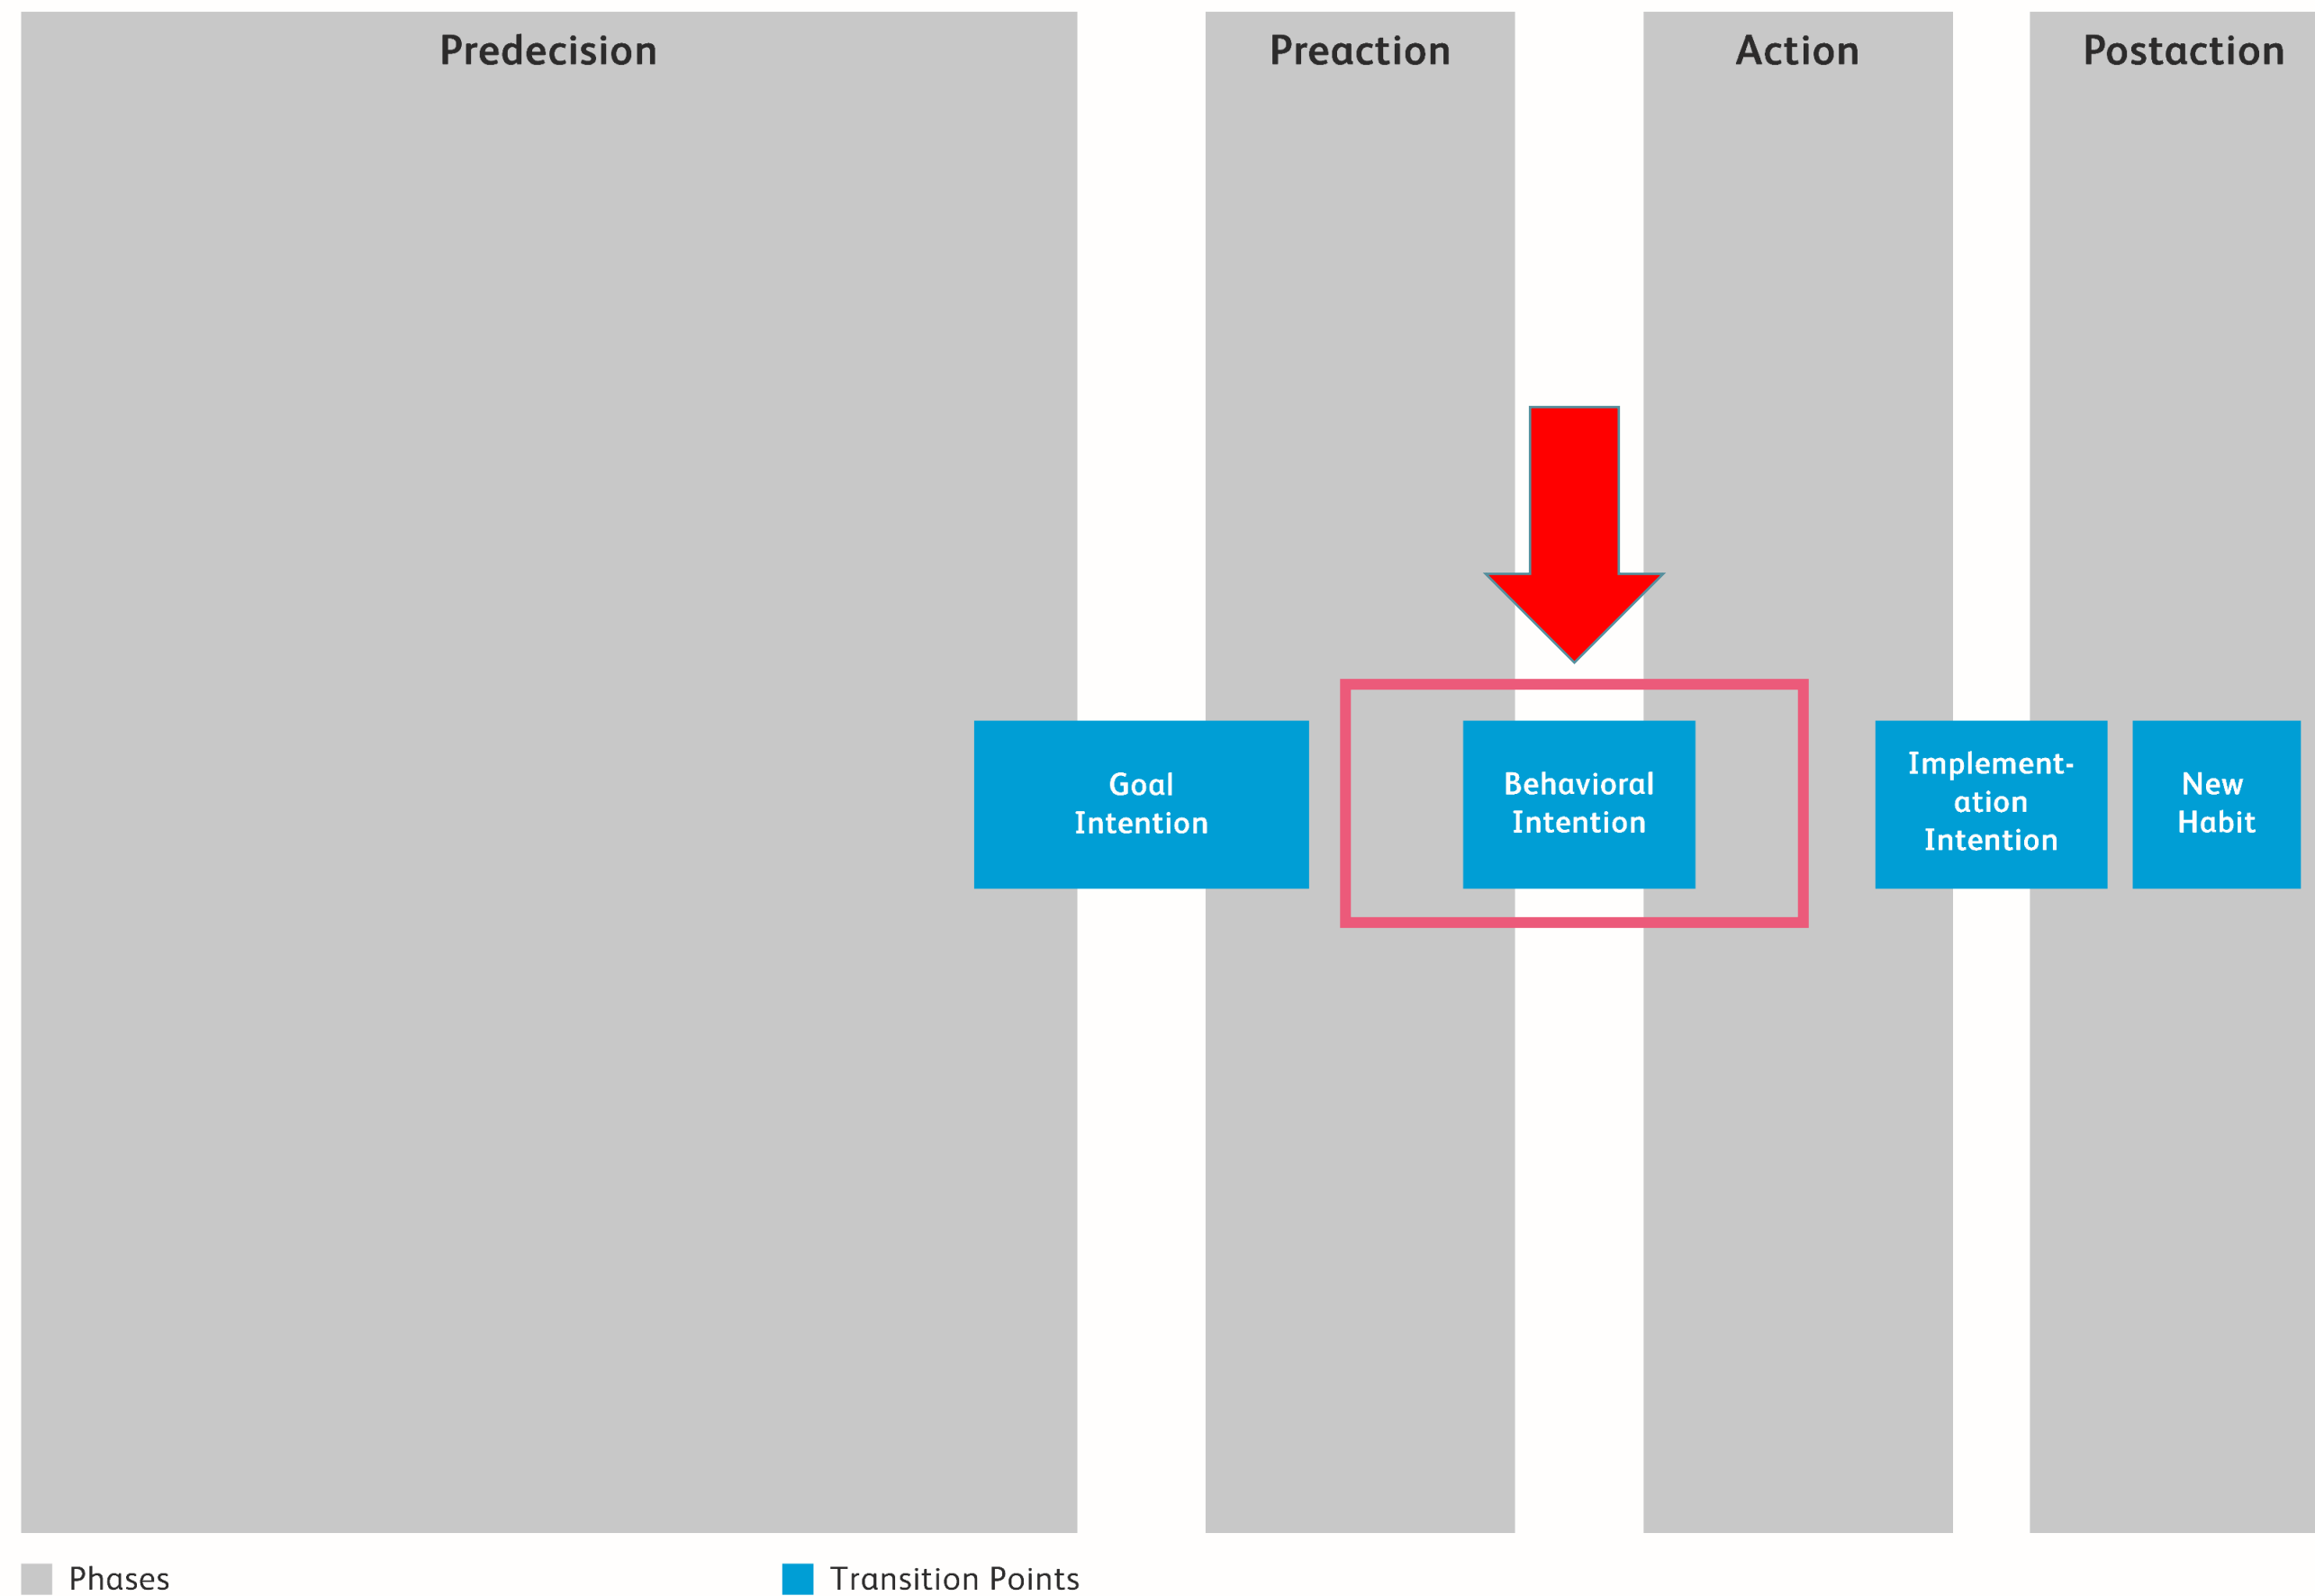 Predecision
Preaction
Action
Postaction
Goal
Intention
Behavioral
Intention
Implement-
ation
Intention
New
Habit
Phases
Transition Points